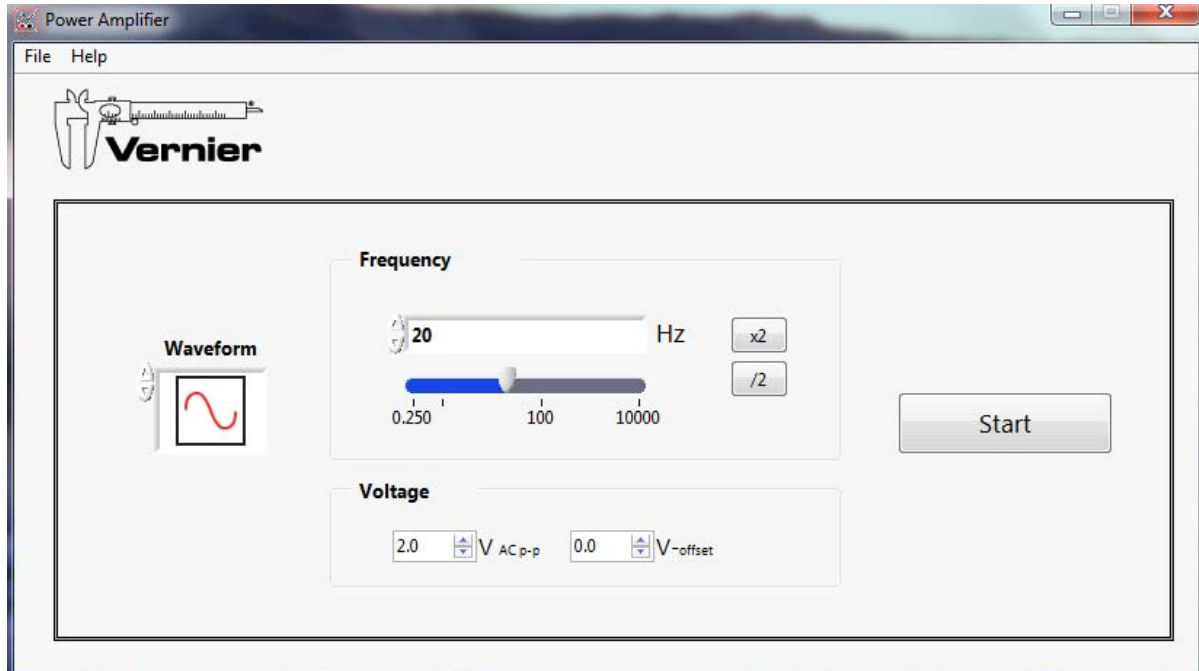 Power Amplifier
File Help
Vernier
Frequency
20 Hz x2
Waveform
/2
0.250 100 10000
Start
Voltage
2.0 V AC p-p 0.0 V-offset